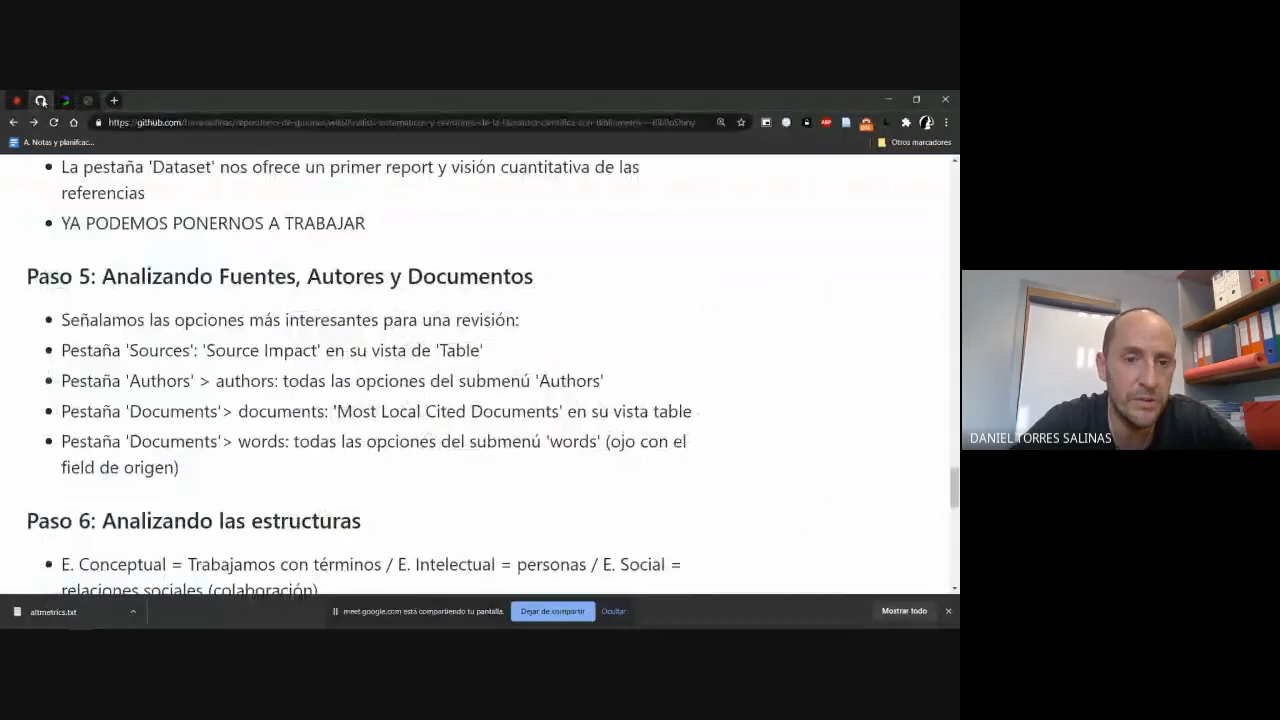 A. Notas y planifcac...
Otros marcadores
La pestaña 'Dataset' nos ofrece un primer report y visión cuantitativa de las
referencias
YA PODEMOS PONERNOS A TRABAJAR
Paso 5: Analizando Fuentes, Autores y Documentos
Señalamos las opciones más interesantes para una revisión:
Pestaña 'Sources': 'Source Impact' en su vista de 'Table'
Pestaña 'Authors' > authors: todas las opciones del submenú 'Authors'
Pestaña 'Documents'> documents: 'Most Local Cited Documents' en su vista table
Pestaña 'Documents'> words: todas las opciones del submenú 'words' (ojo con el
field de origen)
Paso 6: Analizando las estructuras
E. Conceptual = Trabajamos con términos / E. Intelectual = personas / E. Social =
relaciones sociales (colaboración)
altmetrics.txt
meet.google.com está compartiendo tu pantalla.
Dejar de compartir
Ocultar
Mostrar todo
DANIEL TORRES SALINAS